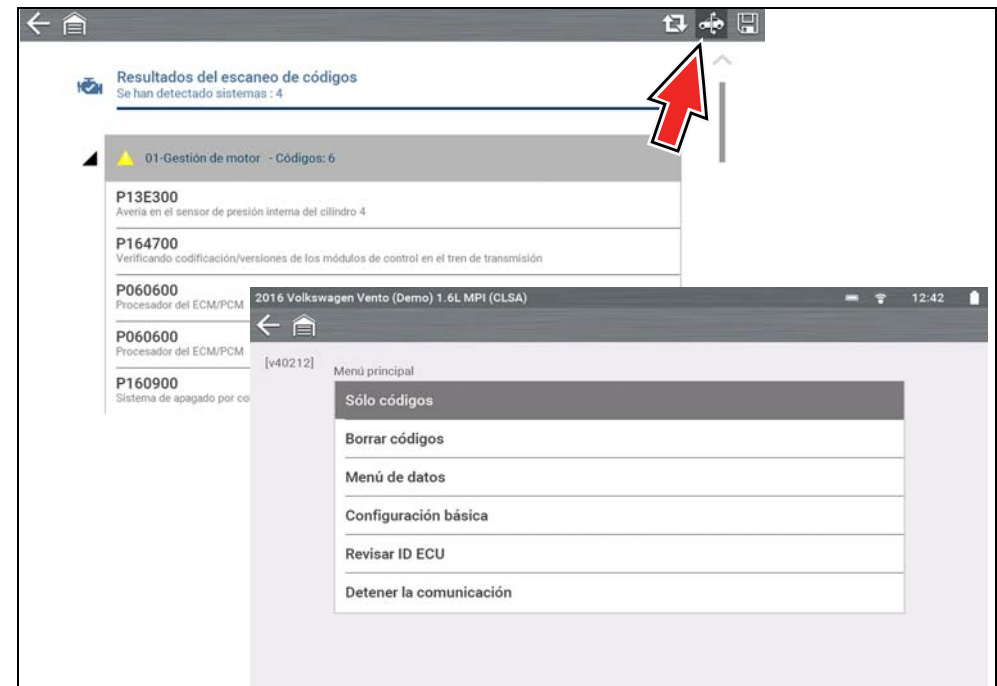 Resultados del escaneo de códigos
Se han detectado sistemas : 4
01-Gestión de motor - Códigos: 6
P13E300
Avería en el sensor de presión interna del cilindro 4
P164700
Verificando codificación/versiones de los módulos de control en el tren de transmisión
P060600
Procesador del ECM/PCM
P060600
Procesador del ECM/PCM
P160900
Sistema de apagado por co
2016 Volkswagen Vento (Demo) 1.6L MPI (CLSA)
12:42
[v40212]
Menú principal
Sólo códigos
Borrar códigos
Menú de datos
Configuración básica
Revisar ID ECU
Detener la comunicación